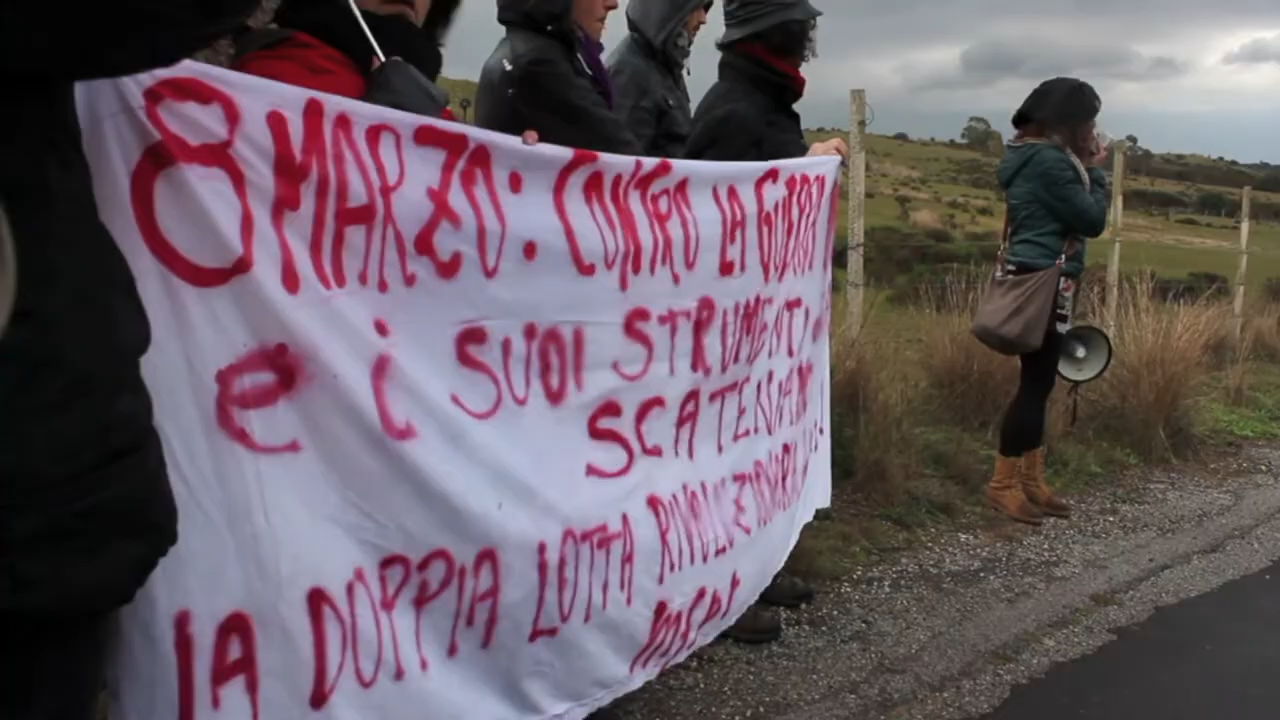 8 MARZO: CONTRO LA GUERRA
e i SUOI STRUMENTI
SCATENIAMO
LA DOPPIA LOTTA RIVOLUZIONARIA